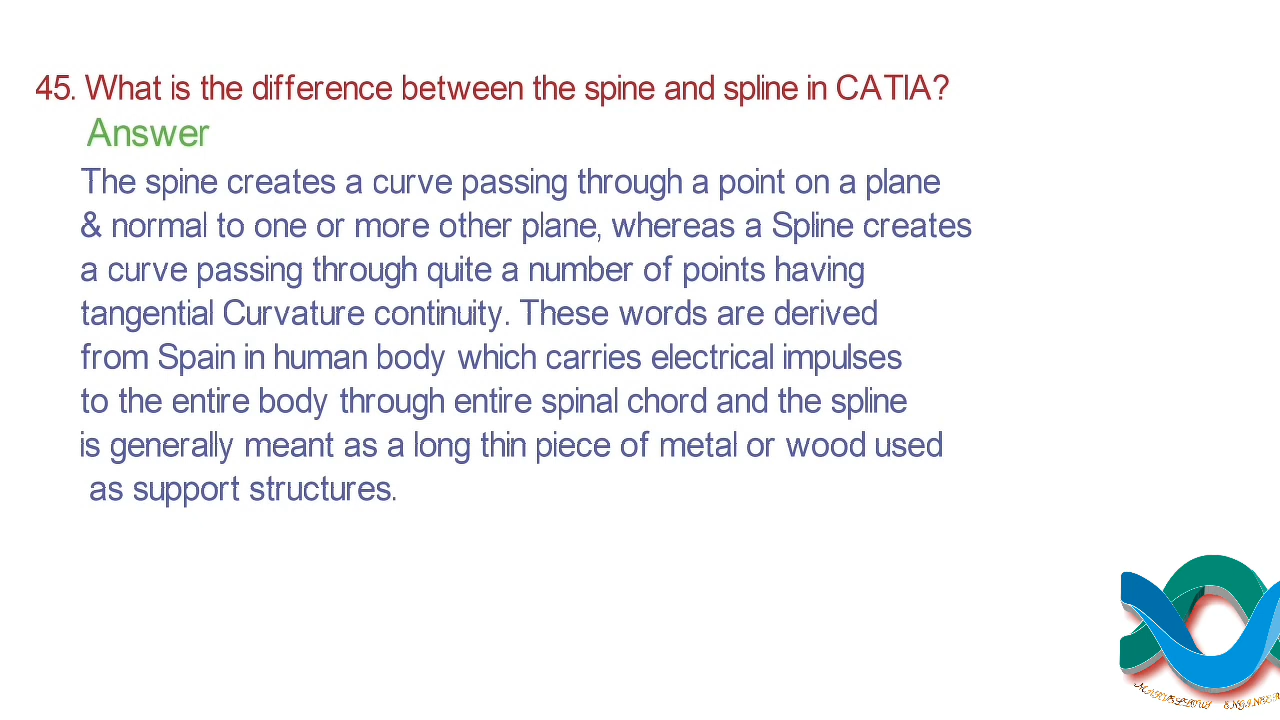 45. What is the difference between the spine and spline in CATIA?
Answer
The spine creates a curve passing through a point on a plane
& normal to one or more other plane, whereas a Spline creates
a curve passing through quite a number of points having
tangential Curvature continuity. These words are derived
from Spain in human body which carries electrical impulses
to the entire body through entire spinal chord and the spline
is generally meant as a long thin piece of metal or wood used
as support structures.